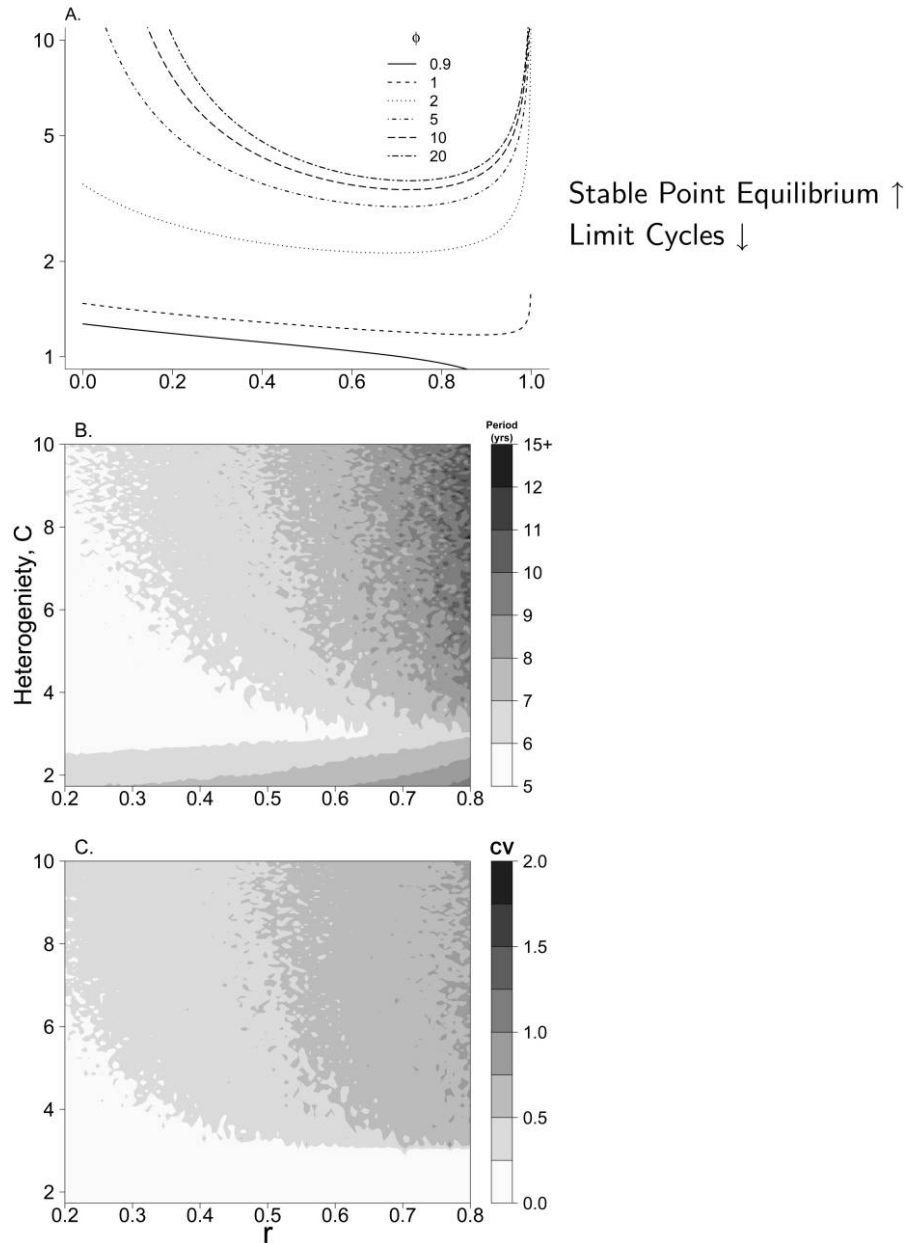 A.
10
5
2
1
ϕ
0.9
1
2
5
10
20
0.0 0.2 0.4 0.6 0.8 1.0
Stable Point Equilibrium ↑
Limit Cycles ↓
B.
Heterogeniety, C
10
8
6
4
2
0.2 0.3 0.4 0.5 0.6 0.7 0.8
Period
(yrs)
15+
12
11
10
9
8
7
6
5
C.
10
8
6
4
2
0.2 0.3 0.4 0.5 0.6 0.7 0.8
r
CV
2.0
1.5
1.0
0.5
0.0